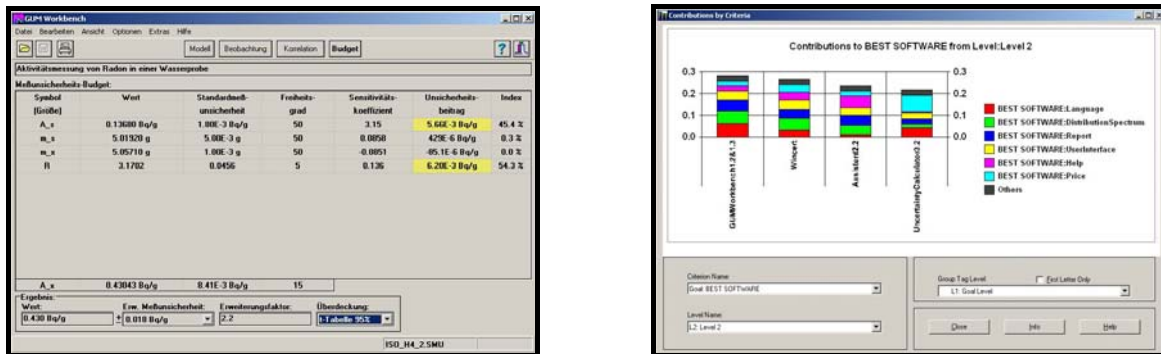 GUM Workbench
Datei Bearbeiten Ansicht Optionen Extras Hilfe
Modell Beobachtung Korrelation Budget
Aktivitätsmessung von Radon in einer Wasserprobe
Meßunsicherheits-Budget:
Symbol Wert Standardmeß- Freiheits- Sensitivitäts- Unsicherheits- Index
(Größe) unsicherheit grad koeffizient beitrag
A_s 0.13680 Bq/g 1.80E-3 Bq/g 50 3.15 5.66E-3 Bq/g 45.4 %
m_s 5.01920 g 5.00E-3 g 50 0.0858 429E-6 Bq/g 0.3 %
m_x 5.05710 g 1.00E-3 g 50 -0.0851 -85.1E-6 Bq/g 0.0 %
R 3.1702 0.0456 5 0.136 6.20E-3 Bq/g 54.3 %
A_x 0.43043 Bq/g 8.41E-3 Bq/g 15
Ergebnis:
Wert: Erw. Meßunsicherheit: Erweiterungsfaktor: Überdeckung:
0.430 Bq/g ± 0.018 Bq/g 2.2 t-Tabelle 95%
ISO_H4_2.SMU
Contributions by Criteria
Contributions to BEST SOFTWARE from Level:Level 2
0.3 0.3
0.2 0.2
0.1 0.1
0.0 0.0
GUMWorkbench1.2&1.3
Wincert
Assistent2.2
UncertaintyCalculator3.2
BEST SOFTWARE:Language
BEST SOFTWARE:DistributionSpectrum
BEST SOFTWARE:Report
BEST SOFTWARE:UserInterface
BEST SOFTWARE:Help
BEST SOFTWARE:Price
Others
Criterion Name:
Goal: BEST SOFTWARE
Level Name:
L2: Level 2
Group Tag Level: First Letter Only
L1: Goal Level
Close Info Help